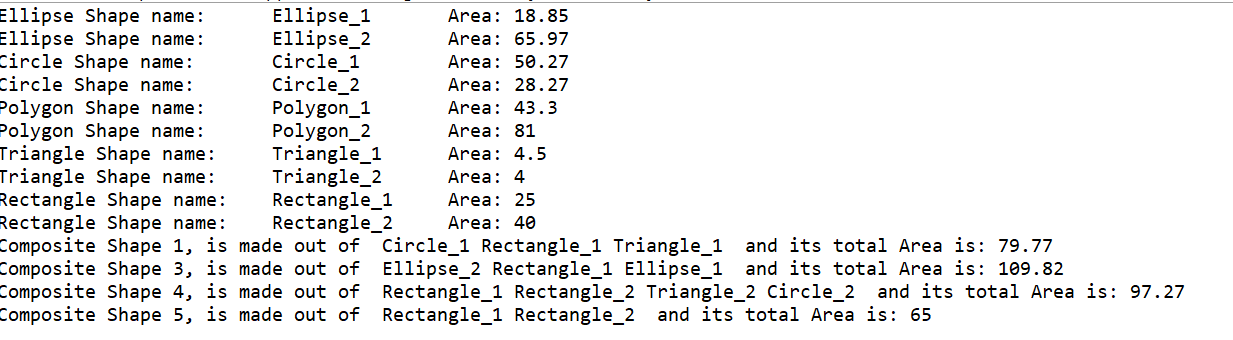 Ellipse Shape name: Ellipse_1 Area: 18.85
Ellipse Shape name: Ellipse_2 Area: 65.97
Circle Shape name: Circle_1 Area: 50.27
Circle Shape name: Circle_2 Area: 28.27
Polygon Shape name: Polygon_1 Area: 43.3
Polygon Shape name: Polygon_2 Area: 81
Triangle Shape name: Triangle_1 Area: 4.5
Triangle Shape name: Triangle_2 Area: 4
Rectangle Shape name: Rectangle_1 Area: 25
Rectangle Shape name: Rectangle_2 Area: 40
Composite Shape 1, is made out of  Circle_1 Rectangle_1 Triangle_1  and its total Area is: 79.77
Composite Shape 3, is made out of  Ellipse_2 Rectangle_1 Ellipse_1  and its total Area is: 109.82
Composite Shape 4, is made out of  Rectangle_1 Rectangle_2 Triangle_2 Circle_2  and its total Area is: 97.27
Composite Shape 5, is made out of  Rectangle_1 Rectangle_2  and its total Area is: 65